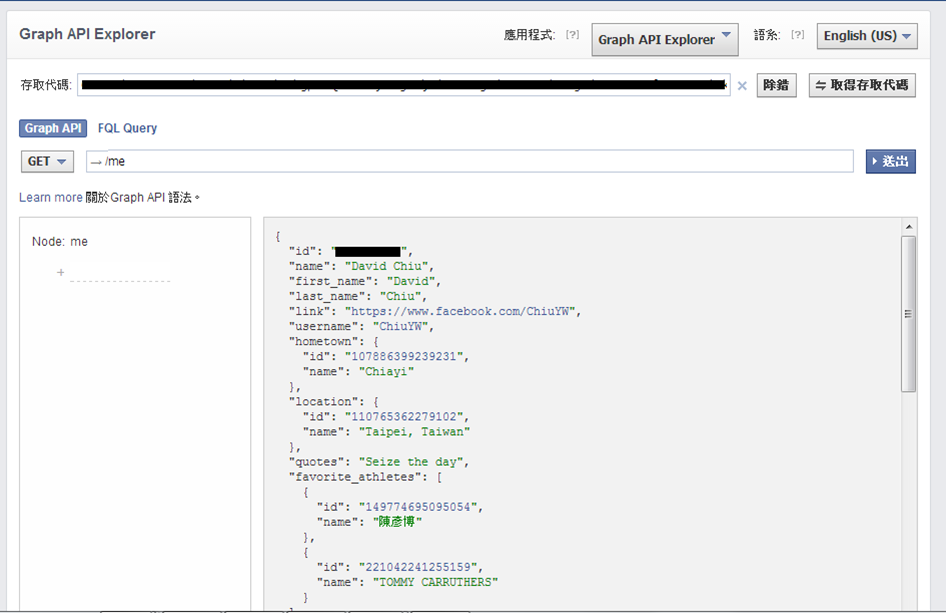 Graph API Explorer 應用程式: [?] Graph API Explorer 語系: [?] English (US)
存取代碼: × 除錯 ⇋ 取得存取代碼
Graph API FQL Query
GET → /me 送出
Learn more 關於Graph API 語法。
Node: me
+
{
"id": "",
"name": "David Chiu",
"first_name": "David",
"last_name": "Chiu",
"link": "https://www.facebook.com/ChiuYW",
"username": "ChiuYW",
"hometown": {
"id": "107886399239231",
"name": "Chiayi"
},
"location": {
"id": "110765362279102",
"name": "Taipei, Taiwan"
},
"quotes": "Seize the day",
"favorite_athletes": [
{
"id": "149774695095054",
"name": "陳彥博"
},
{
"id": "221042241255159",
"name": "TOMMY CARRUTHERS"
}